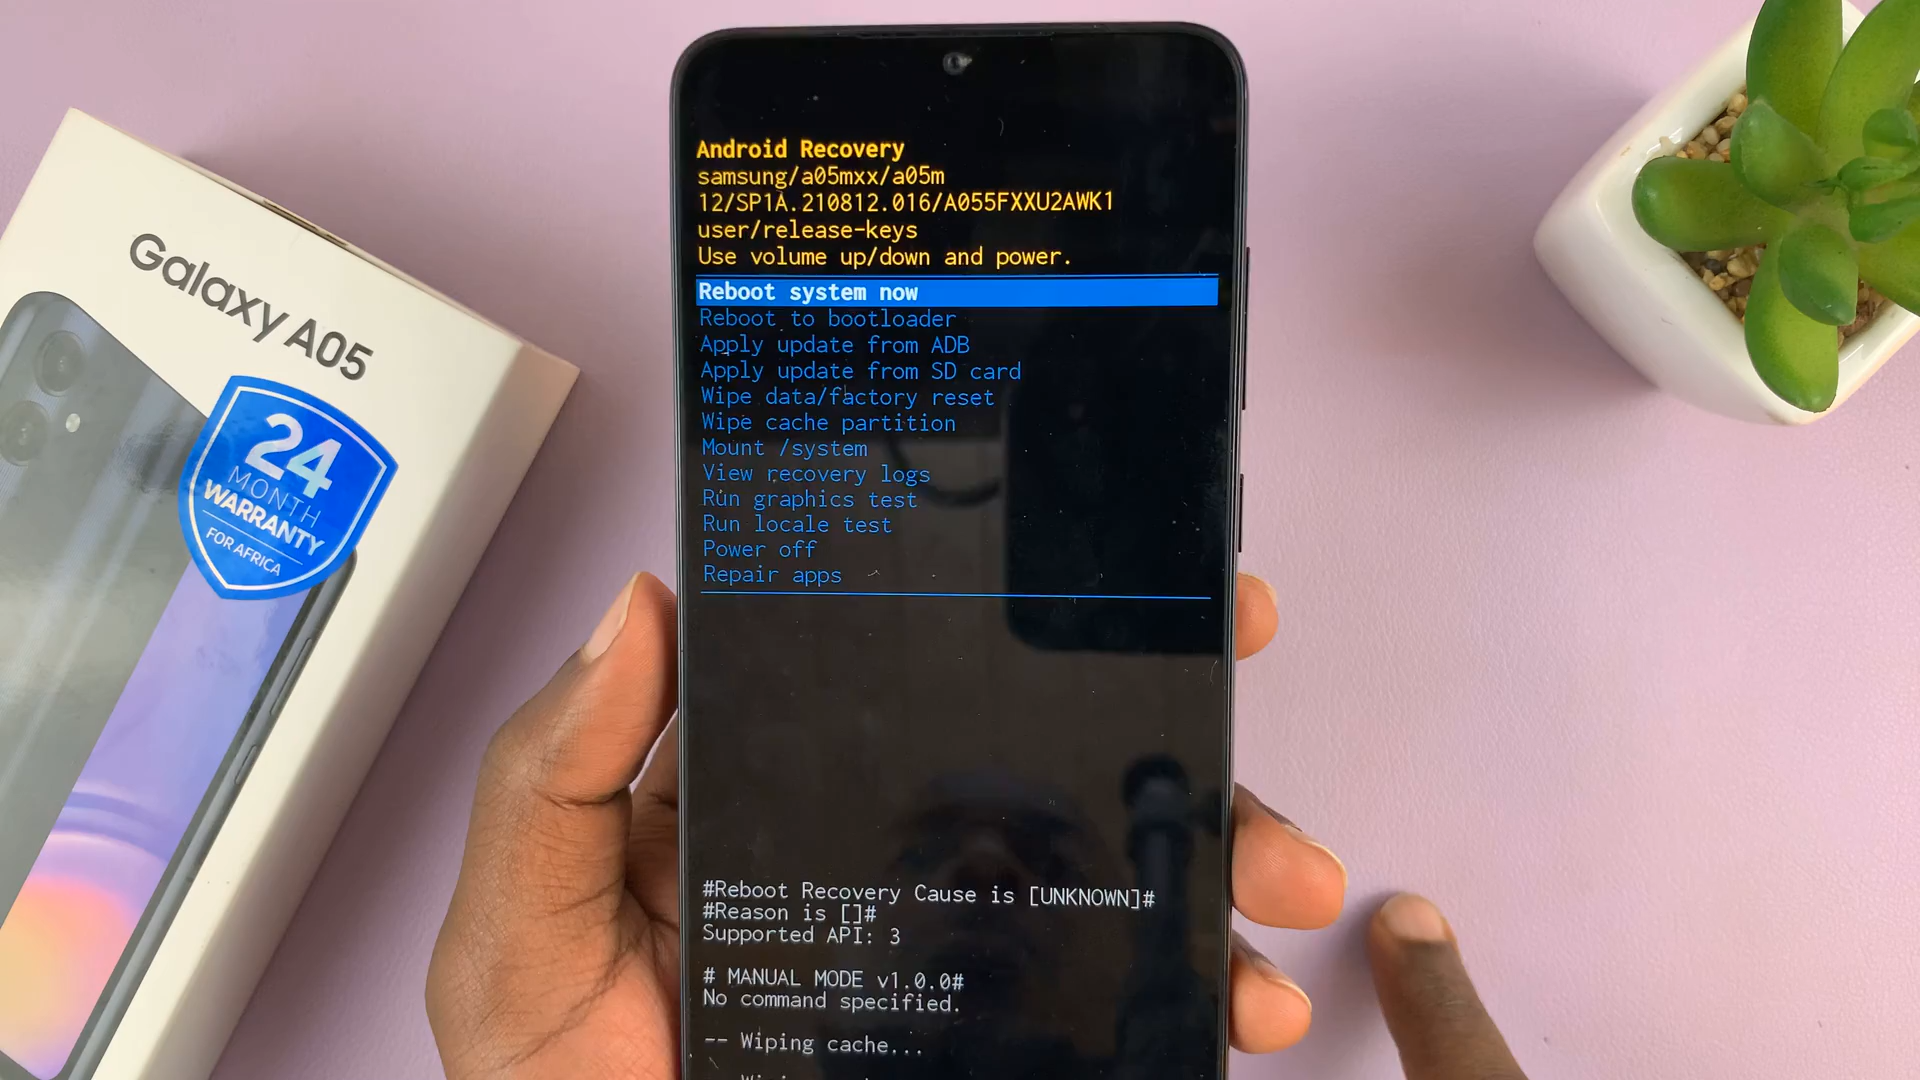 Galaxy A05
24
MONTH
WARRANTY
FOR AFRICA
Android Recovery
samsung/a05mxx/a05m
12/SP1A.210812.016/A055FXXU2AWK1
user/release-keys
Use volume up/down and power.
Reboot system now
Reboot to bootloader
Apply update from ADB
Apply update from SD card
Wipe data/factory reset
Wipe cache partition
Mount /system
View recovery logs
Run graphics test
Run locale test
Power off
Repair apps
#Reboot Recovery Cause is [UNKNOWN]#
#Reason is []#
Supported API: 3
# MANUAL MODE v1.0.0#
No command specified.
-- Wiping cache...